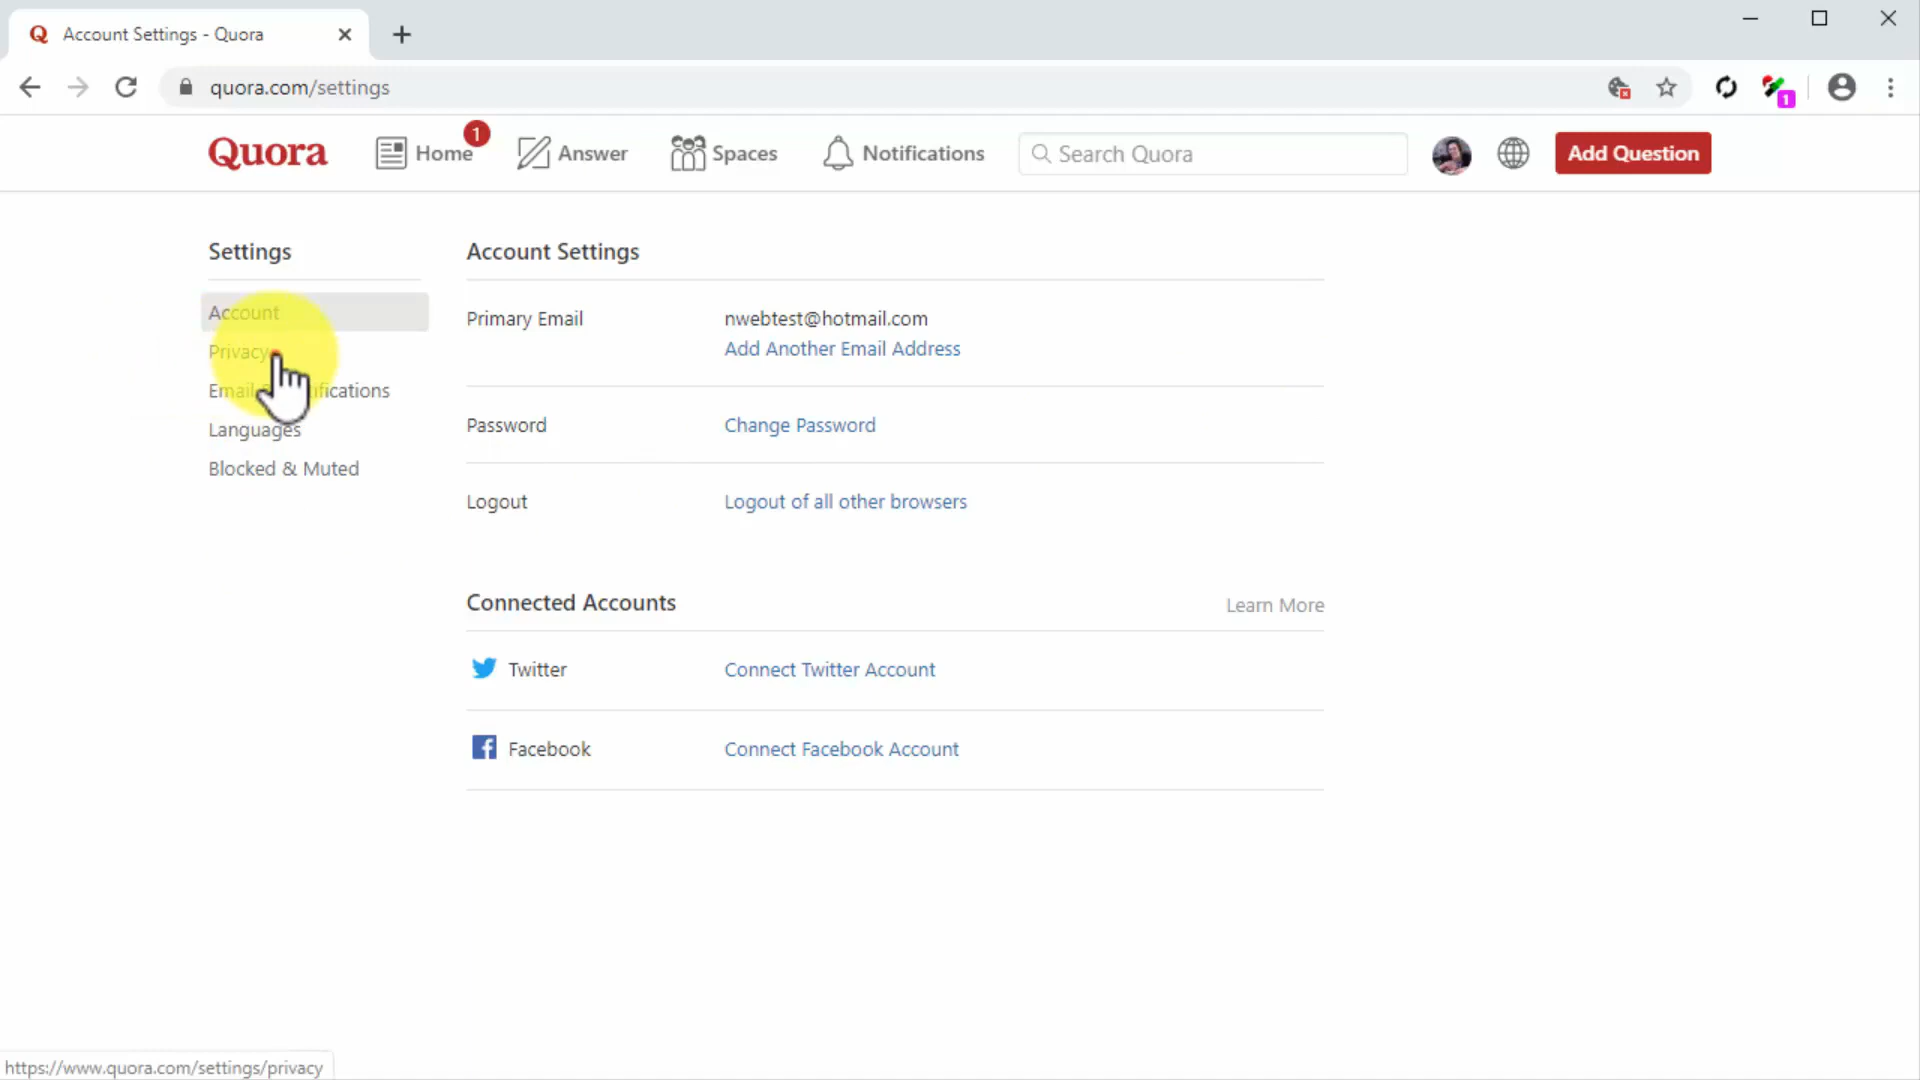 Account Settings - Quora
quora.com/settings
1
Quora
Home
1
Answer
Spaces
Notifications
Search Quora
Add Question
Settings
Account
Privacy
Email
ifications
Languages
Blocked & Muted
Account Settings
Primary Email
nwebtest@hotmail.com
Add Another Email Address
Password
Change Password
Logout
Logout of all other browsers
Connected Accounts
Learn More
Twitter
Connect Twitter Account
Facebook
Connect Facebook Account
https://www.quora.com/settings/privacy